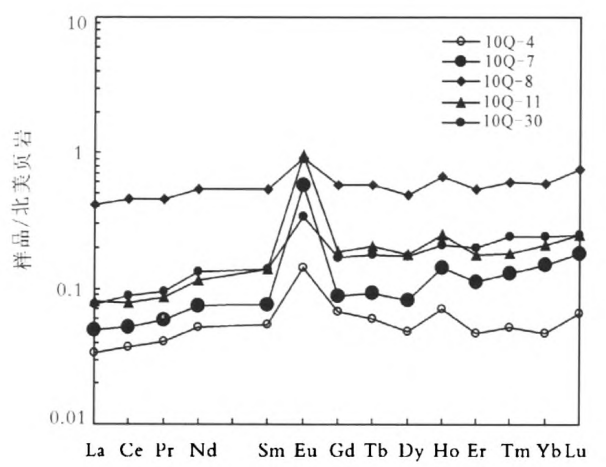 10
1
0.1
0.01
样品/北美页岩
10Q-4
10Q-7
10Q-8
10Q-11
10Q-30
La Ce Pr Nd Sm Eu Gd Tb Dy Ho Er Tm Yb Lu